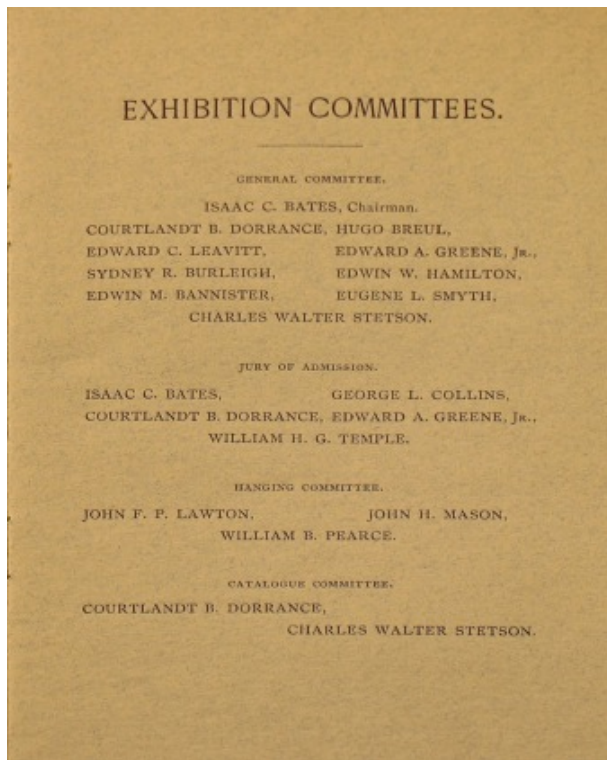 EXHIBITION COMMITTEES.
GENERAL COMMITTEE.
ISAAC C. BATES, Chairman.
COURTLANDT B. DORRANCE, HUGO BREUL,
EDWARD C. LEAVITT, EDWARD A. GREENE, JR.,
SYDNEY R. BURLEIGH, EDWIN W. HAMILTON,
EDWIN M. BANNISTER, EUGENE L. SMYTH,
CHARLES WALTER STETSON.
JURY OF ADMISSION.
ISAAC C. BATES, GEORGE L. COLLINS,
COURTLANDT B. DORRANCE, EDWARD A. GREENE, JR.,
WILLIAM H. G. TEMPLE.
HANGING COMMITTEE.
JOHN F. P. LAWTON, JOHN H. MASON,
WILLIAM B. PEARCE.
CATALOGUE COMMITTEE.
COURTLANDT B. DORRANCE,
CHARLES WALTER STETSON.